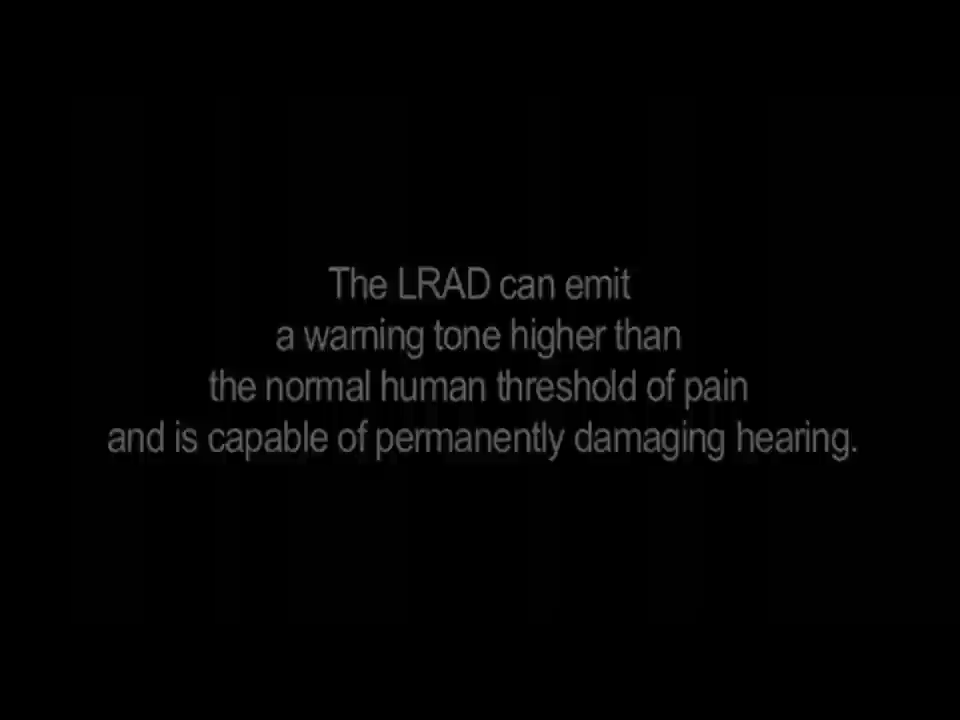 The LRAD can emit
a warning tone higher than
the normal human threshold of pain
and is capable of permanently damaging hearing.